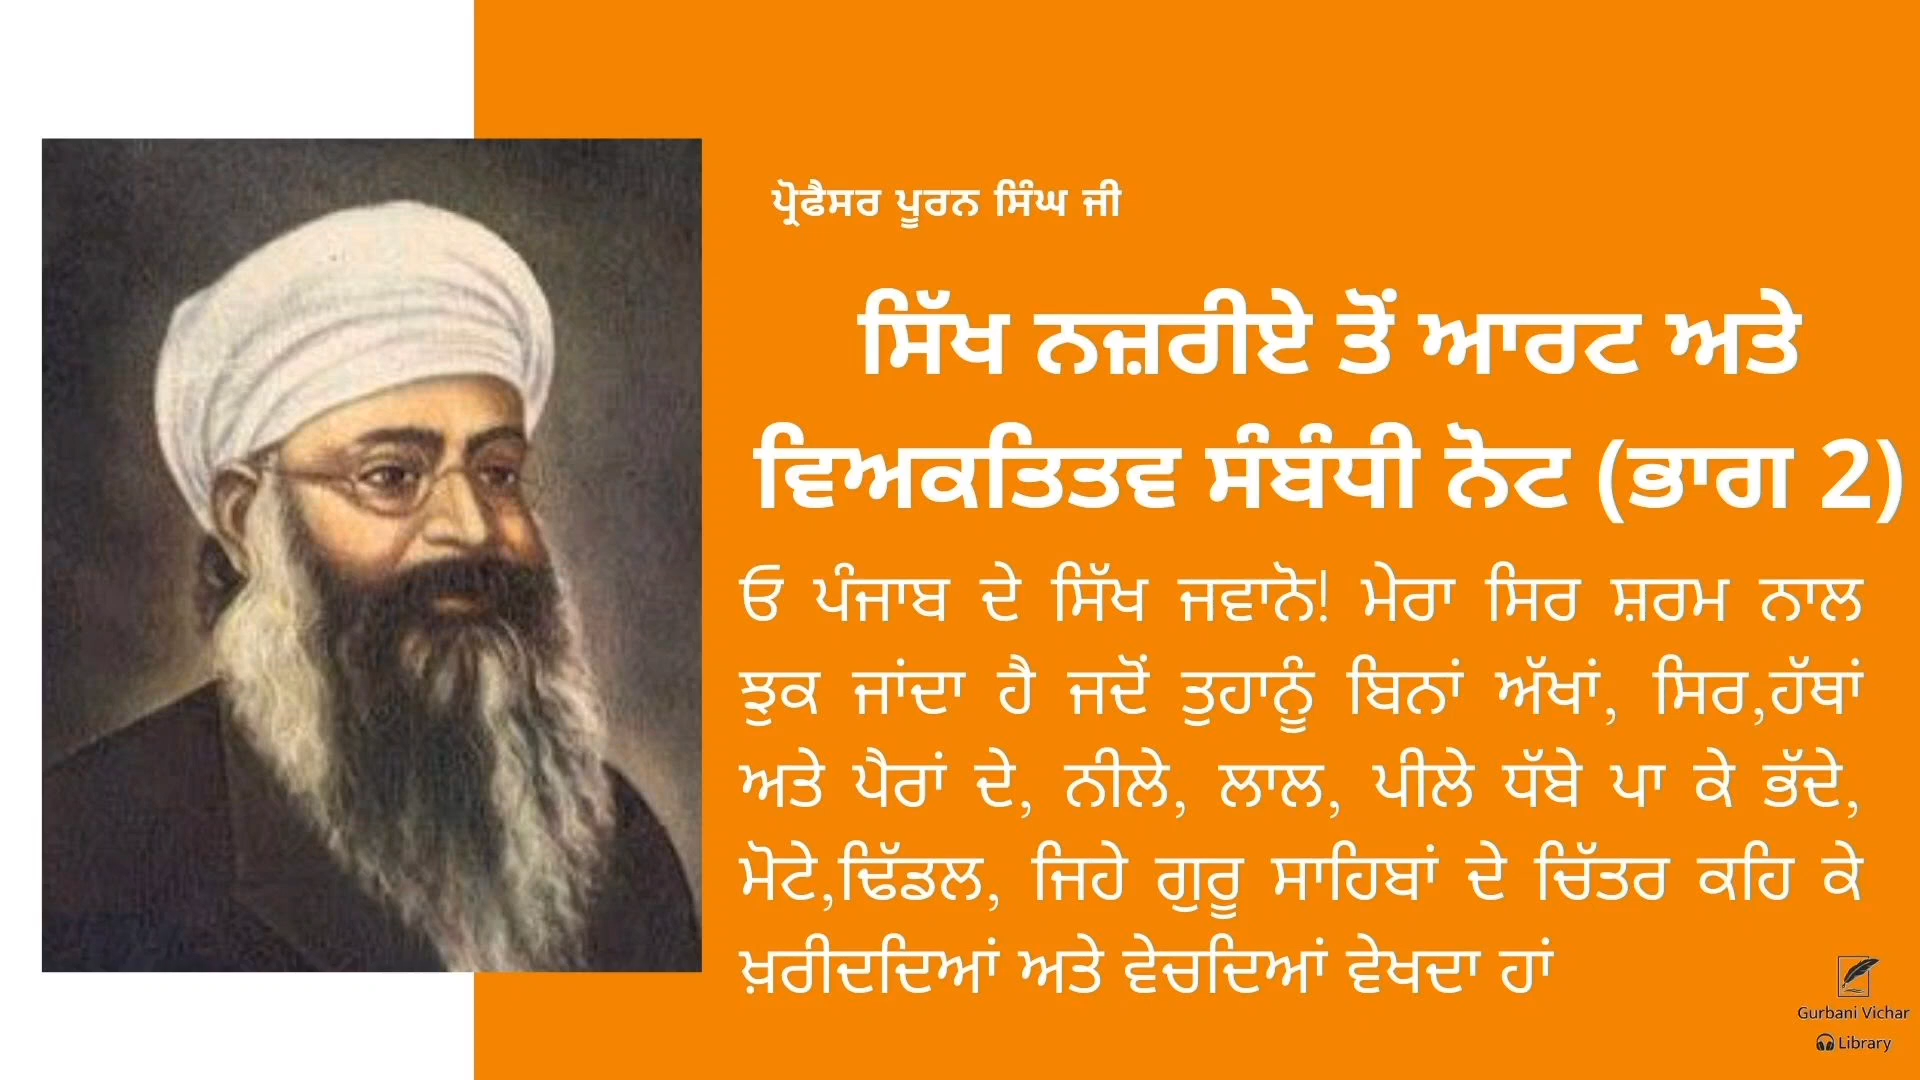 ਪ੍ਰੋਫੈਸਰ ਪੂਰਨ ਸਿੰਘ ਜੀ
ਸਿੱਖ ਨਜ਼ਰੀਏ ਤੋਂ ਆਰਟ ਅਤੇ
ਵਿਅਕਤਿਤਵ ਸੰਬੰਧੀ ਨੋਟ (ਭਾਗ 2)
ਓ ਪੰਜਾਬ ਦੇ ਸਿੱਖ ਜਵਾਨੋ! ਮੇਰਾ ਸਿਰ ਸ਼ਰਮ ਨਾਲ
ਝੁਕ ਜਾਂਦਾ ਹੈ ਜਦੋਂ ਤੁਹਾਨੂੰ ਬਿਨਾਂ ਅੱਖਾਂ, ਸਿਰ,ਹੱਥਾਂ
ਅਤੇ ਪੈਰਾਂ ਦੇ, ਨੀਲੇ, ਲਾਲ, ਪੀਲੇ ਧੱਬੇ ਪਾ ਕੇ ਭੱਦੇ,
ਮੋਟੇ,ਢਿੱਡਲ, ਜਿਹੇ ਗੁਰੂ ਸਾਹਿਬਾਂ ਦੇ ਚਿੱਤਰ ਕਹਿ ਕੇ
ਖ਼ਰੀਦਦਿਆਂ ਅਤੇ ਵੇਚਦਿਆਂ ਵੇਖਦਾ ਹਾਂ
Gurbani Vichar
Library